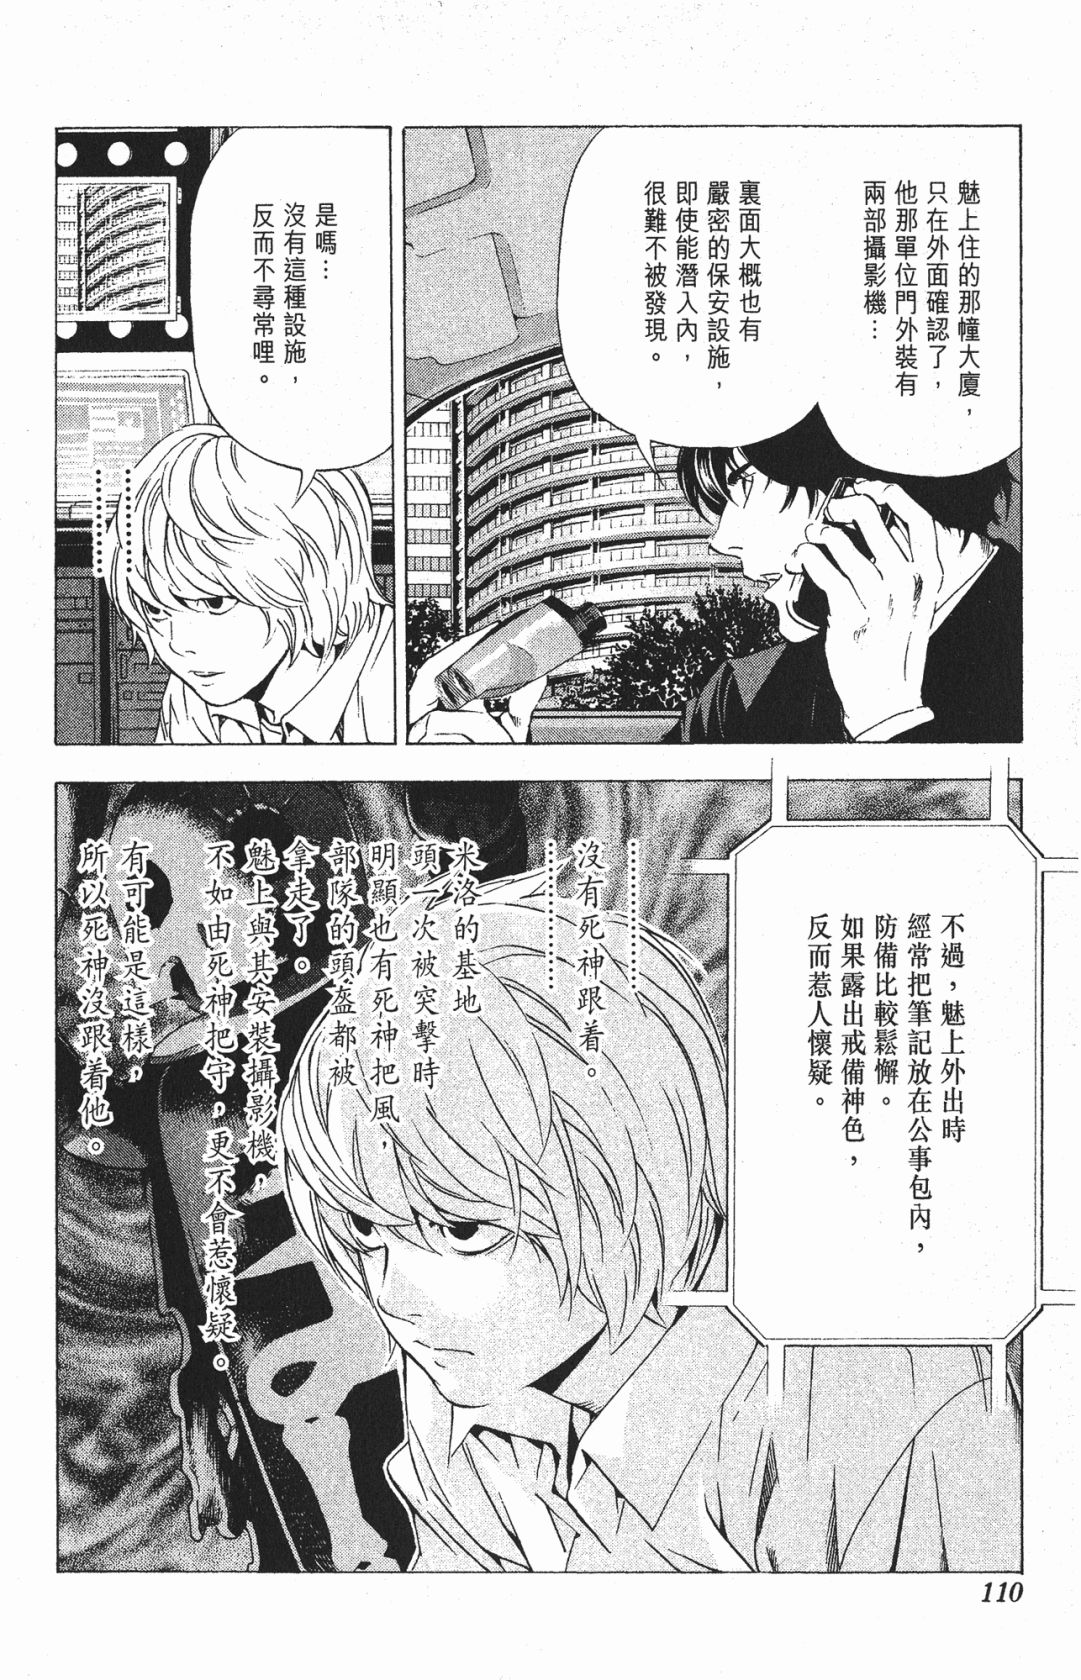 魅上住的那幢大廈，
只在外面確認了，
他那單位門外裝有
兩部攝影機…
裏面大概也有
嚴密的保安設施，
即使能潛入內，
很難不被發現。
是嗎…
沒有這種設施，
反而不尋常哩。
………
………
不過，魅上外出時
經常把筆記放在公事包內，
防備比較鬆懈。
如果露出戒備神色，
反而惹人懷疑。
………
沒有死神跟着。
………
米洛的基地
頭一次被突擊時
明顯也有死神把風，
部隊的頭盔都被
拿走了。
魅上與其安裝攝影機，
不如由死神把守，更不會惹懷疑。
有可能是這樣，
所以死神沒跟着他。
110